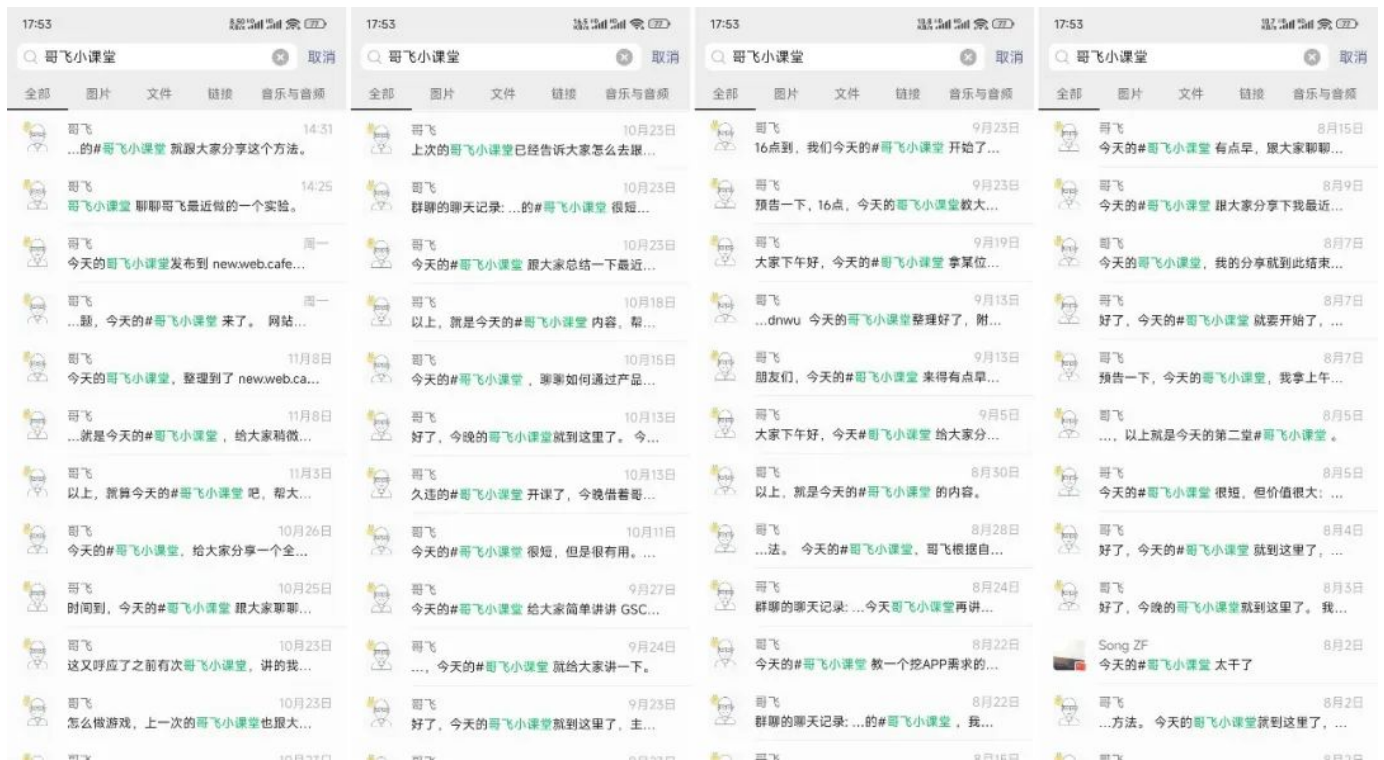 17:53
哥飞小课堂
取消
全部 图片 文件 链接 音乐与音频
哥飞 14:31
...的#哥飞小课堂 就跟大家分享这个方法。
哥飞 14:25
哥飞小课堂 聊聊哥飞最近做的一个实验。
哥飞 周一
今天的哥飞小课堂发布到 new.web.cafe...
哥飞 周一
...题，今天的#哥飞小课堂 来了。 网站...
哥飞 11月8日
今天的哥飞小课堂，整理到了 new.web.ca...
哥飞 11月8日
...就是今天的#哥飞小课堂 ，给大家稍微...
哥飞 11月3日
以上，就算今天的#哥飞小课堂 吧，帮大...
哥飞 10月26日
今天的#哥飞小课堂，给大家分享一个全...
哥飞 10月25日
时间到，今天的#哥飞小课堂 跟大家聊聊...
哥飞 10月23日
这又呼应了之前有次哥飞小课堂，讲的我...
哥飞 10月23日
怎么做游戏，上一次的哥飞小课堂也跟大...
17:53
哥飞小课堂
取消
全部 图片 文件 链接 音乐与音频
哥飞 10月23日
上次的哥飞小课堂已经告诉大家怎么去跟...
哥飞 10月23日
群聊的聊天记录: ...的#哥飞小课堂 很短...
哥飞 10月23日
今天的#哥飞小课堂 跟大家总结一下最近...
哥飞 10月18日
以上，就是今天的#哥飞小课堂 内容，帮...
哥飞 10月15日
今天的#哥飞小课堂 ，聊聊如何通过产品...
哥飞 10月13日
好了，今晚的哥飞小课堂就到这里了。 今...
哥飞 10月13日
久违的#哥飞小课堂 开课了，今晚借着哥...
哥飞 10月11日
今天的#哥飞小课堂 很短，但是很有用。...
哥飞 9月27日
今天的#哥飞小课堂 给大家简单讲讲 GSC...
哥飞 9月24日
...，今天的#哥飞小课堂 就给大家讲一下。
哥飞 9月23日
好了，今天的哥飞小课堂就到这里了，主...
17:53
哥飞小课堂
取消
全部 图片 文件 链接 音乐与音频
哥飞 9月23日
16点到，我们今天的#哥飞小课堂 开始了...
哥飞 9月23日
预告一下，16点，今天的哥飞小课堂教大...
哥飞 9月19日
大家下午好，今天的#哥飞小课堂 拿某位...
哥飞 9月13日
...dnwu 今天的哥飞小课堂整理好了，附...
哥飞 9月13日
朋友们，今天的#哥飞小课堂 来得有点早...
哥飞 9月5日
大家下午好，今天#哥飞小课堂 给大家分...
哥飞 8月30日
以上，就是今天的#哥飞小课堂 的内容。
哥飞 8月28日
...法。 今天的#哥飞小课堂、哥飞根据自...
哥飞 8月24日
群聊的聊天记录: ...今天哥飞小课堂再讲...
哥飞 8月22日
今天的#哥飞小课堂 教一个挖APP需求的...
哥飞 8月22日
群聊的聊天记录: ...的#哥飞小课堂 ，我...
17:53
哥飞小课堂
取消
全部 图片 文件 链接 音乐与音频
哥飞 8月15日
今天的#哥飞小课堂 有点早，跟大家聊聊...
哥飞 8月9日
今天的#哥飞小课堂 跟大家分享下我最近...
哥飞 8月7日
今天的哥飞小课堂，我的分享就到此结束...
哥飞 8月7日
好了，今天的#哥飞小课堂 就要开始了，...
哥飞 8月7日
预告一下，今天的哥飞小课堂，我拿上午...
哥飞 8月5日
...，以上就是今天的第二堂#哥飞小课堂 。
哥飞 8月5日
今天的#哥飞小课堂 很短，但价值很大：...
哥飞 8月4日
好了，今天的#哥飞小课堂 就到这里了，...
哥飞 8月3日
好了，今晚的哥飞小课堂就到这里了。 我...
Song ZF 8月2日
今天的#哥飞小课堂 太干了
哥飞 8月2日
...方法。 今天的哥飞小课堂就到这里了，...